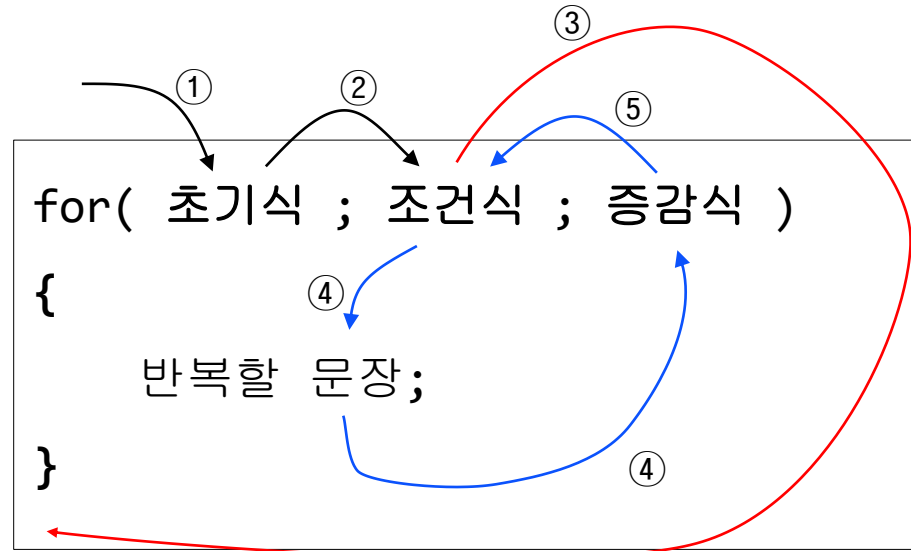 ③
① ② ⑤
for( 초기식 ; 조건식 ; 증감식 )
{ ④
반복할 문장;
} ④